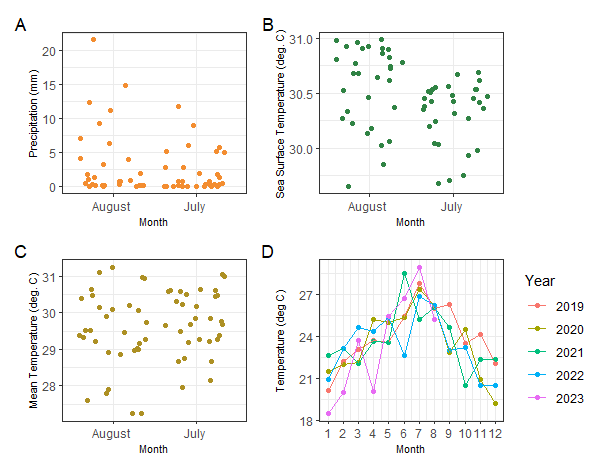 A
Precipitation (mm)
20
15
10
5
0
August July
Month
B
Sea Surface Temperature (deg. C)
31.0
30.5
30.0
August July
Month
C
Mean Temperature (deg. C)
31
30
29
28
August July
Month
D
Temperature (deg. C)
27
24
21
18
1 2 3 4 5 6 7 8 9 10 11 12
Month
Year
2019
2020
2021
2022
2023